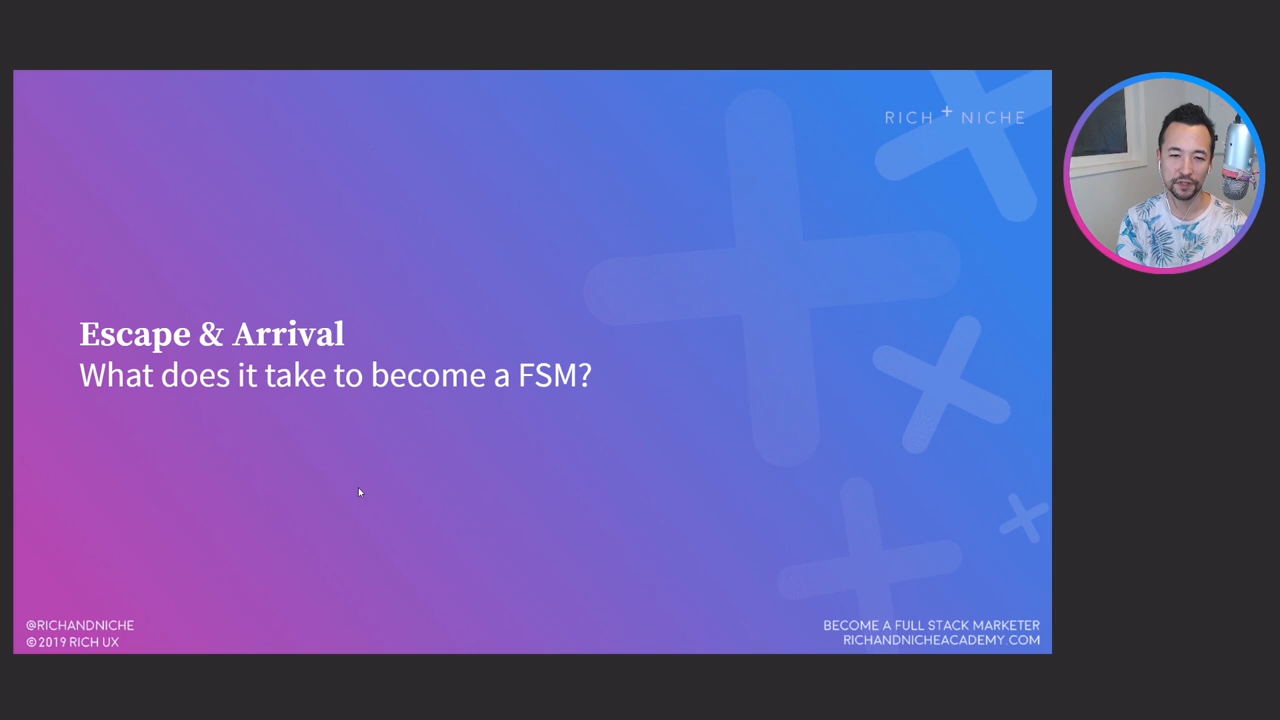 RICH + NICHE
Escape & Arrival
What does it take to become a FSM?
@RICHANDNICHE
©2019 RICH UX
BECOME A FULL STACK MARKETER
RICHANDNICHEACADEMY.COM